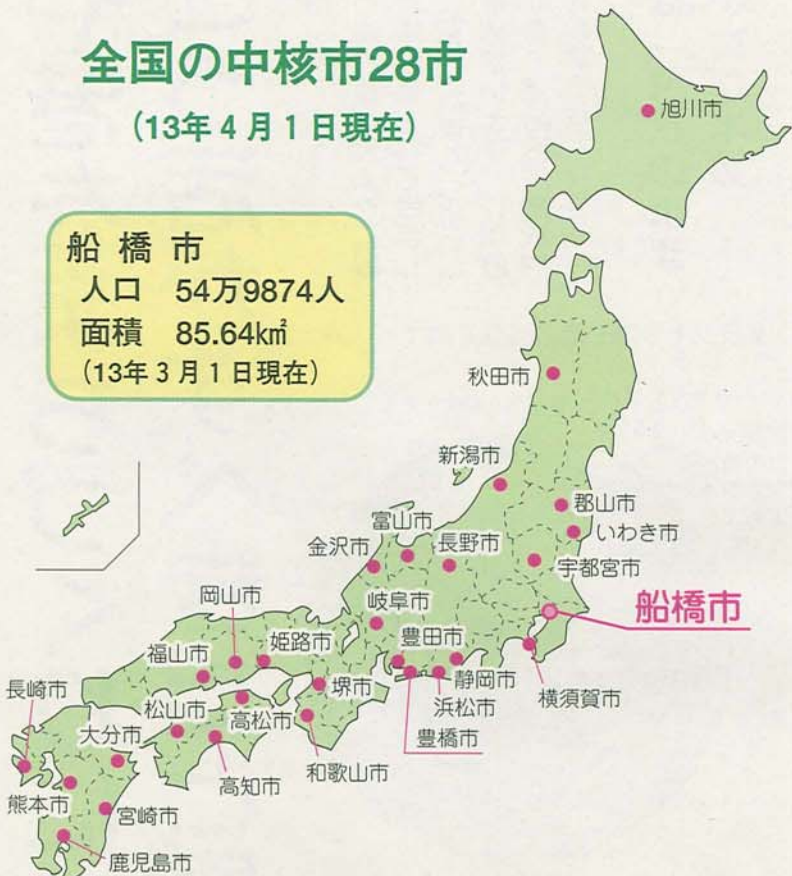 全国の中核市28市
(13年4月1日現在)
船橋市
人口 54万9874人
面積 85.64㎢
(13年3月1日現在)
旭川市
秋田市
新潟市
郡山市
いわき市
富山市
金沢市
長野市
宇都宮市
岡山市
岐阜市
船橋市
福山市
姫路市
豊田市
長崎市
堺市
静岡市
横須賀市
松山市
高松市
浜松市
大分市
豊橋市
高知市
和歌山市
熊本市
宮崎市
鹿児島市